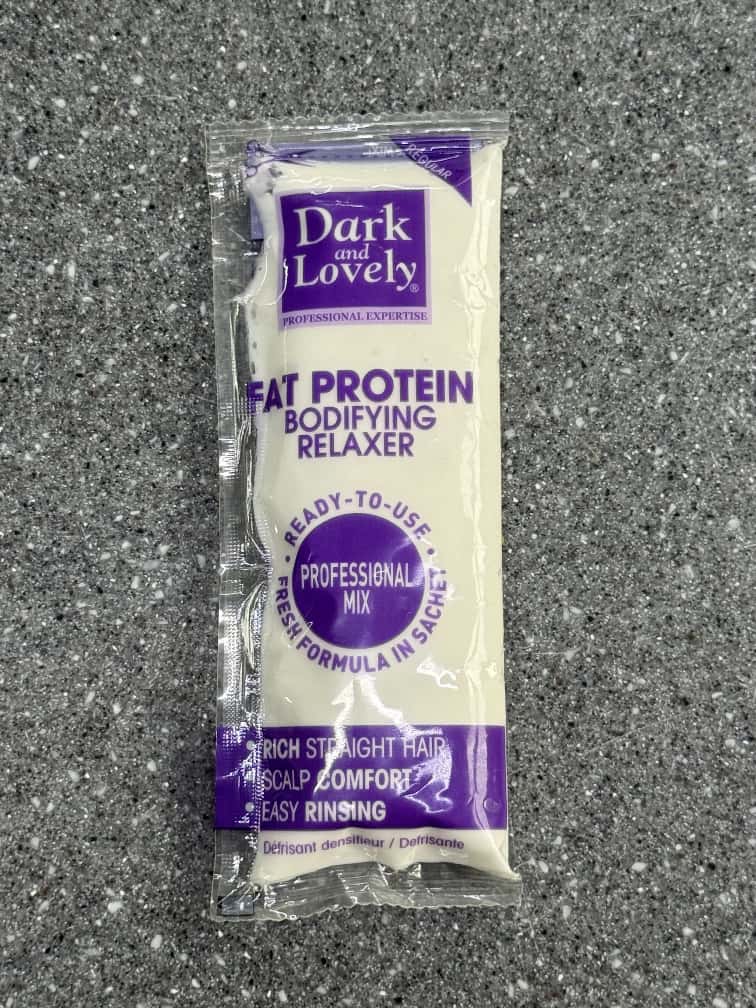 REGULAR
Dark
and
Lovely®
PROFESSIONAL EXPERTISE
FAT PROTEIN
BODIFYING
RELAXER
• READY-TO-USE •
PROFESSIONAL
MIX
FRESH FORMULA IN SACHET
• RICH STRAIGHT HAIR
• SCALP COMFORT
• EASY RINSING
Défrisant densifieur / Defrisante